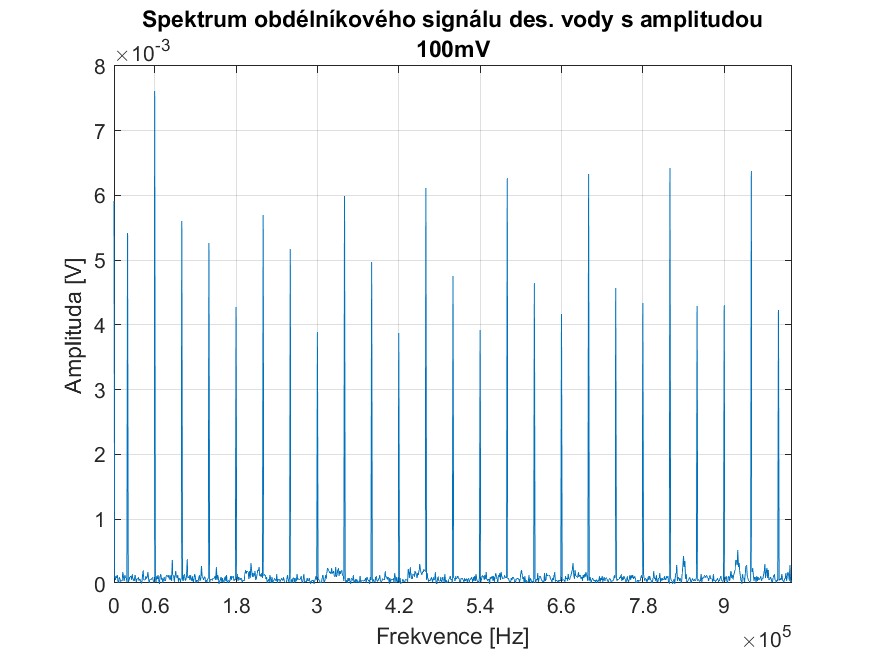 Spektrum obdélníkového signálu des. vody s amplitudou
100mV
×10-3
8
7
6
5
4
3
2
1
0
Amplituda [V]
0 0.6 1.8 3 4.2 5.4 6.6 7.8 9
Frekvence [Hz]
×105